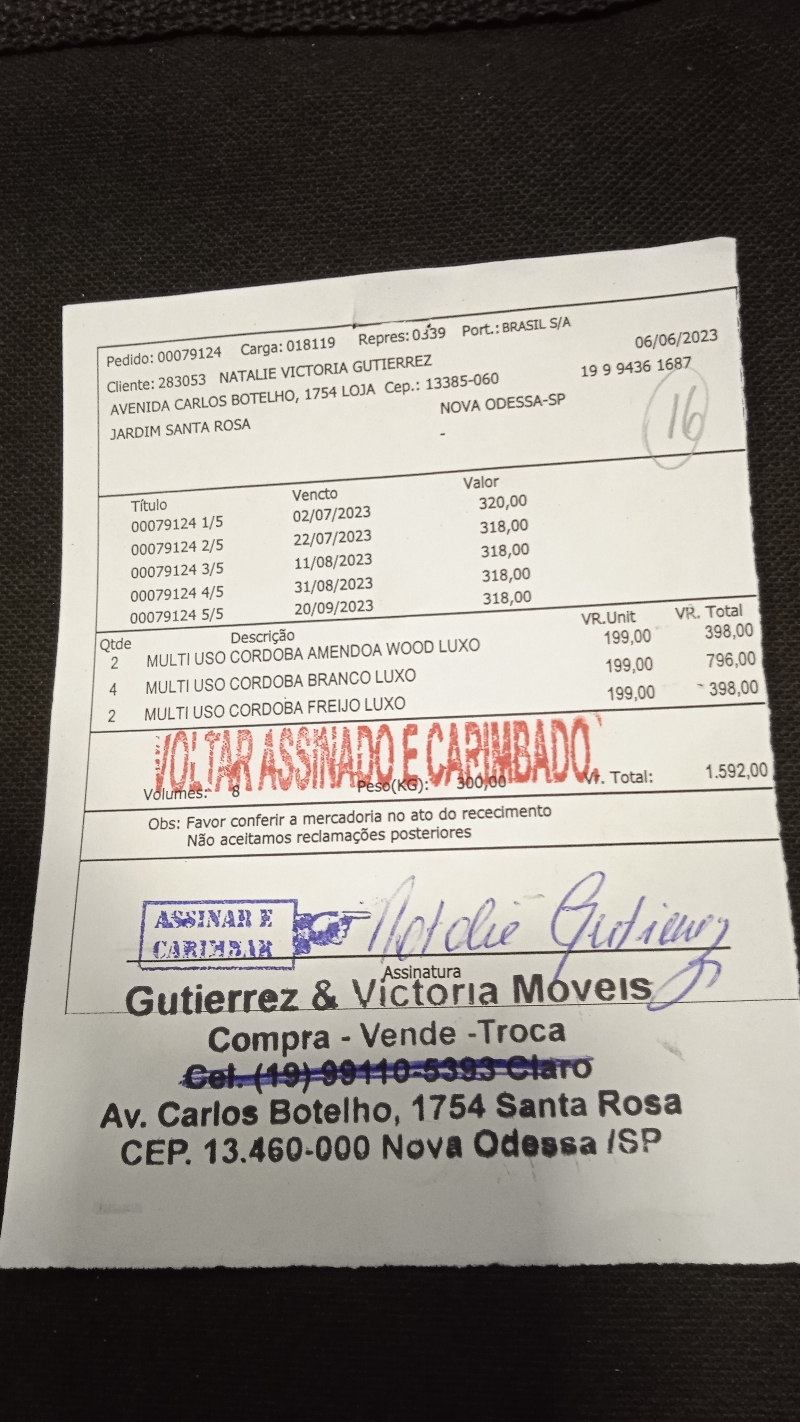 Pedido: 00079124 Carga: 018119 Repres: 0339 Port.: BRASIL S/A
06/06/2023
Cliente: 283053 NATALIE VICTORIA GUTIERREZ
19 9 9436 1687
AVENIDA CARLOS BOTELHO, 1754 LOJA Cep.: 13385-060
JARDIM SANTA ROSA NOVA ODESSA-SP
-
16
Título Vencto Valor
00079124 1/5 02/07/2023 320,00
00079124 2/5 22/07/2023 318,00
00079124 3/5 11/08/2023 318,00
00079124 4/5 31/08/2023 318,00
00079124 5/5 20/09/2023 318,00
Qtde Descrição VR.Unit VR. Total
2 MULTI USO CORDOBA AMENDOA WOOD LUXO 199,00 398,00
4 MULTI USO CORDOBA BRANCO LUXO 199,00 796,00
2 MULTI USO CORDOBA FREIJO LUXO 199,00 398,00
VOLTAR ASSINADO E CARIMBADO.
Volumes: 8 Peso(KG): 300,00 Vr. Total: 1.592,00
Obs: Favor conferir a mercadoria no ato do rececimento
Não aceitamos reclamações posteriores
ASSINAR E
CARIMBAR
Natalie Gutierrez
Assinatura
Gutierrez & Victoria Móveis
Compra - Vende -Troca
Cel. (19) 99110-5393 Claro
Av. Carlos Botelho, 1754 Santa Rosa
CEP. 13.460-000 Nova Odessa /SP